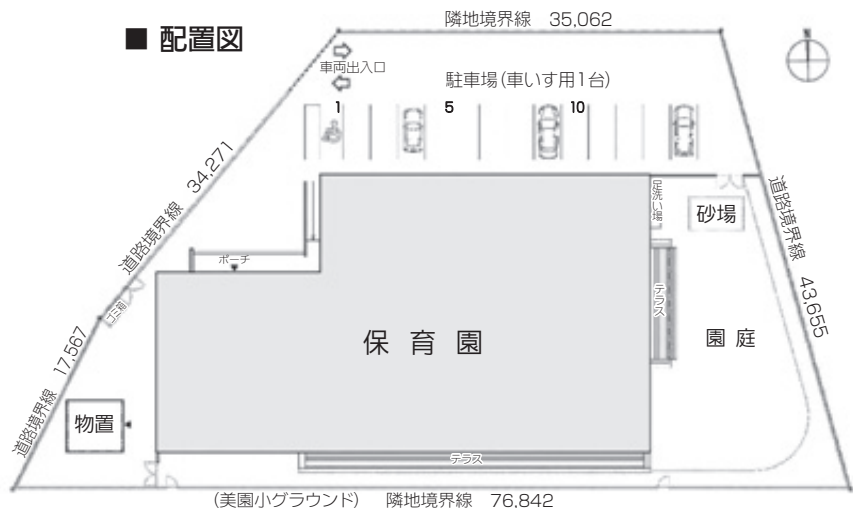 隣地境界線 35,062
■ 配置図
N
車両出入口
駐車場(車いす用1台)
1 5 10
道路境界線 34,271
足洗い場
砂場
道路境界線 43,655
ポーチ
テラス
ゴミ箱
保育園
園庭
道路境界線 17,567
物置
テラス
(美園小グラウンド) 隣地境界線 76,842